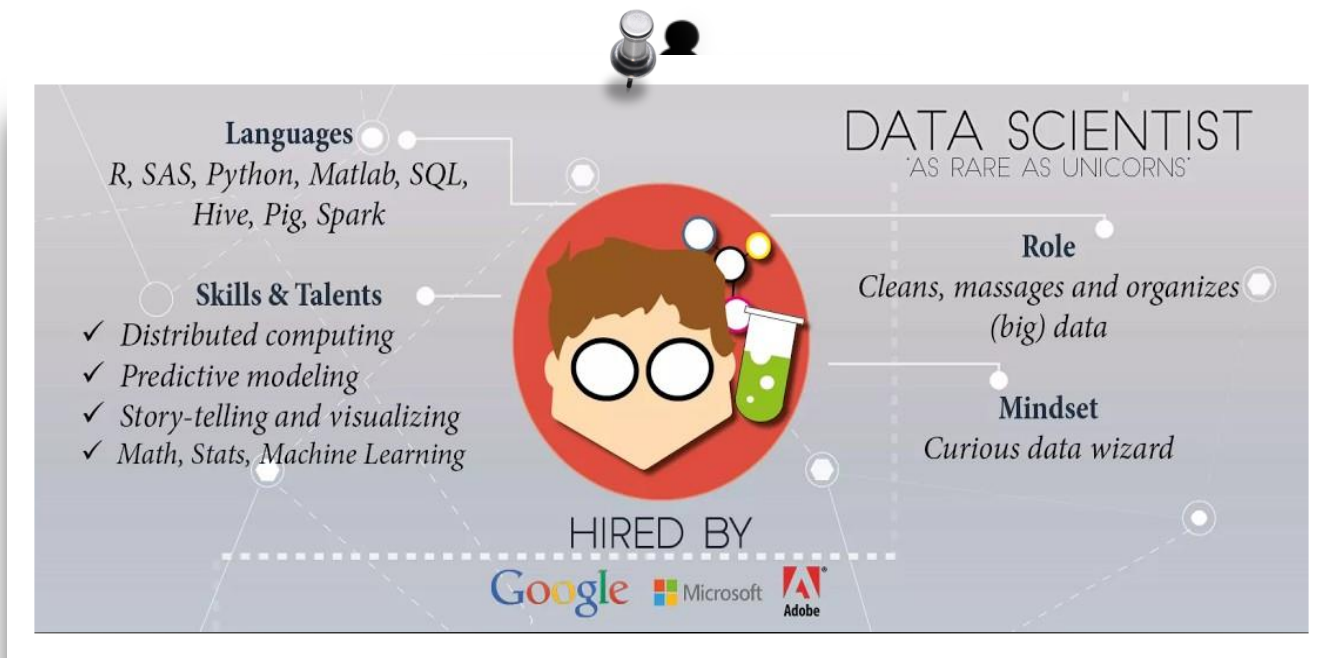 DATA SCIENTIST
"AS RARE AS UNICORNS"
Languages
R, SAS, Python, Matlab, SQL,
Hive, Pig, Spark
Skills & Talents
✓ Distributed computing
✓ Predictive modeling
✓ Story-telling and visualizing
✓ Math, Stats, Machine Learning
Role
Cleans, massages and organizes
(big) data
Mindset
Curious data wizard
HIRED BY
Google Microsoft Adobe